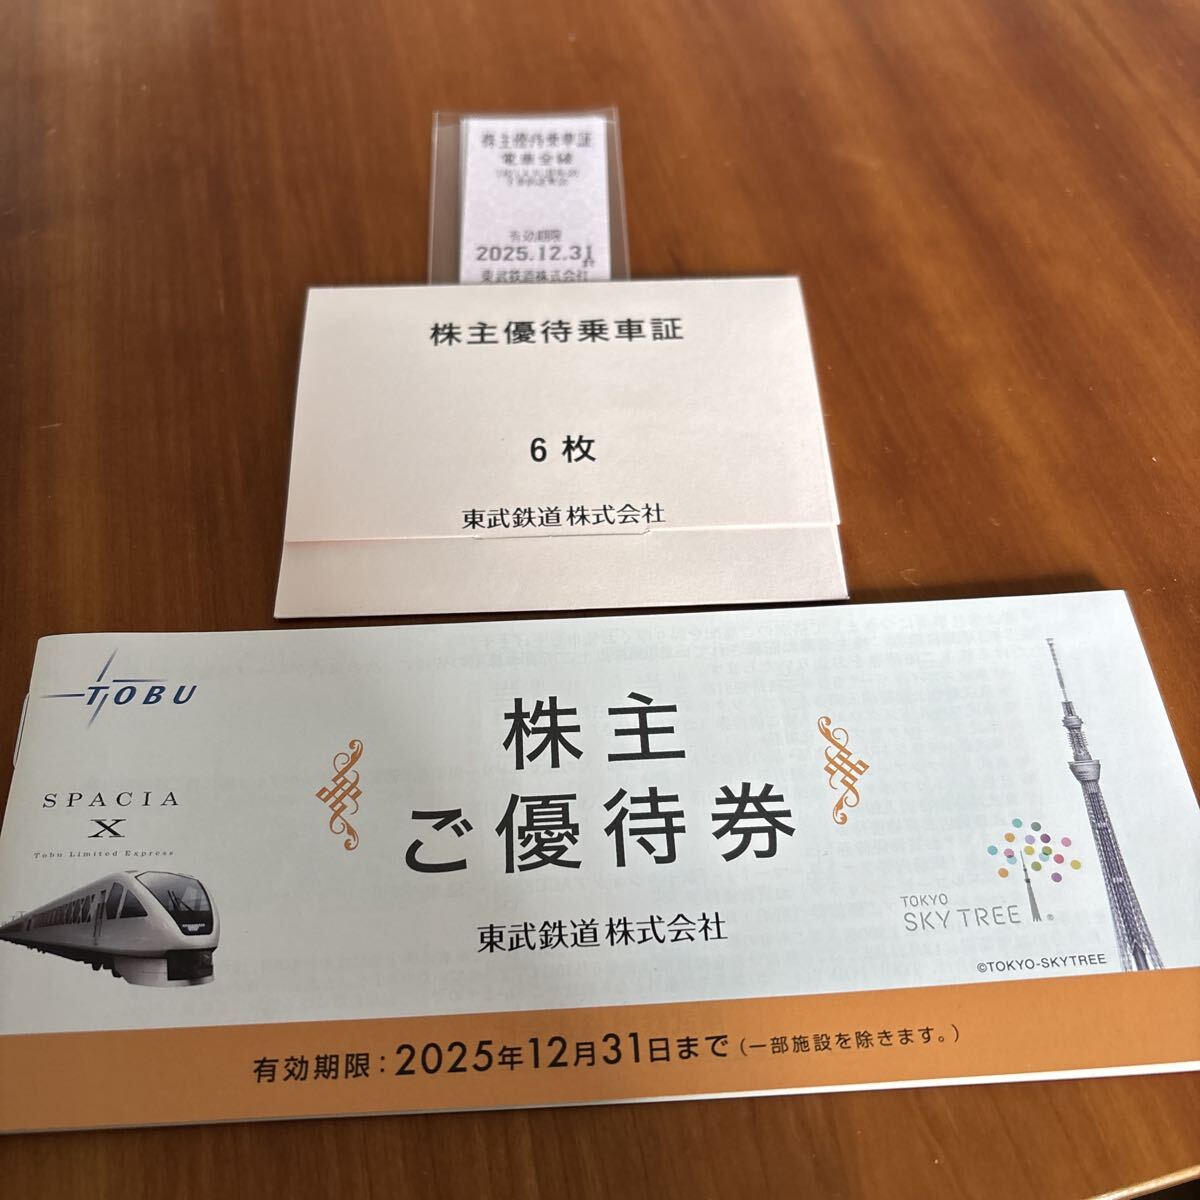 株主優待乗車証
電車全線
有効期限
2025.12.31
東武鉄道株式会社
株主優待乗車証
6 枚
東武鉄道株式会社
TOBU
SPACIA
X
Tobu Limited Express
株主
ご優待券
東武鉄道株式会社
TOKYO
SKYTREE®
©TOKYO-SKYTREE
有効期限：2025年12月31日まで（一部施設を除きます。）